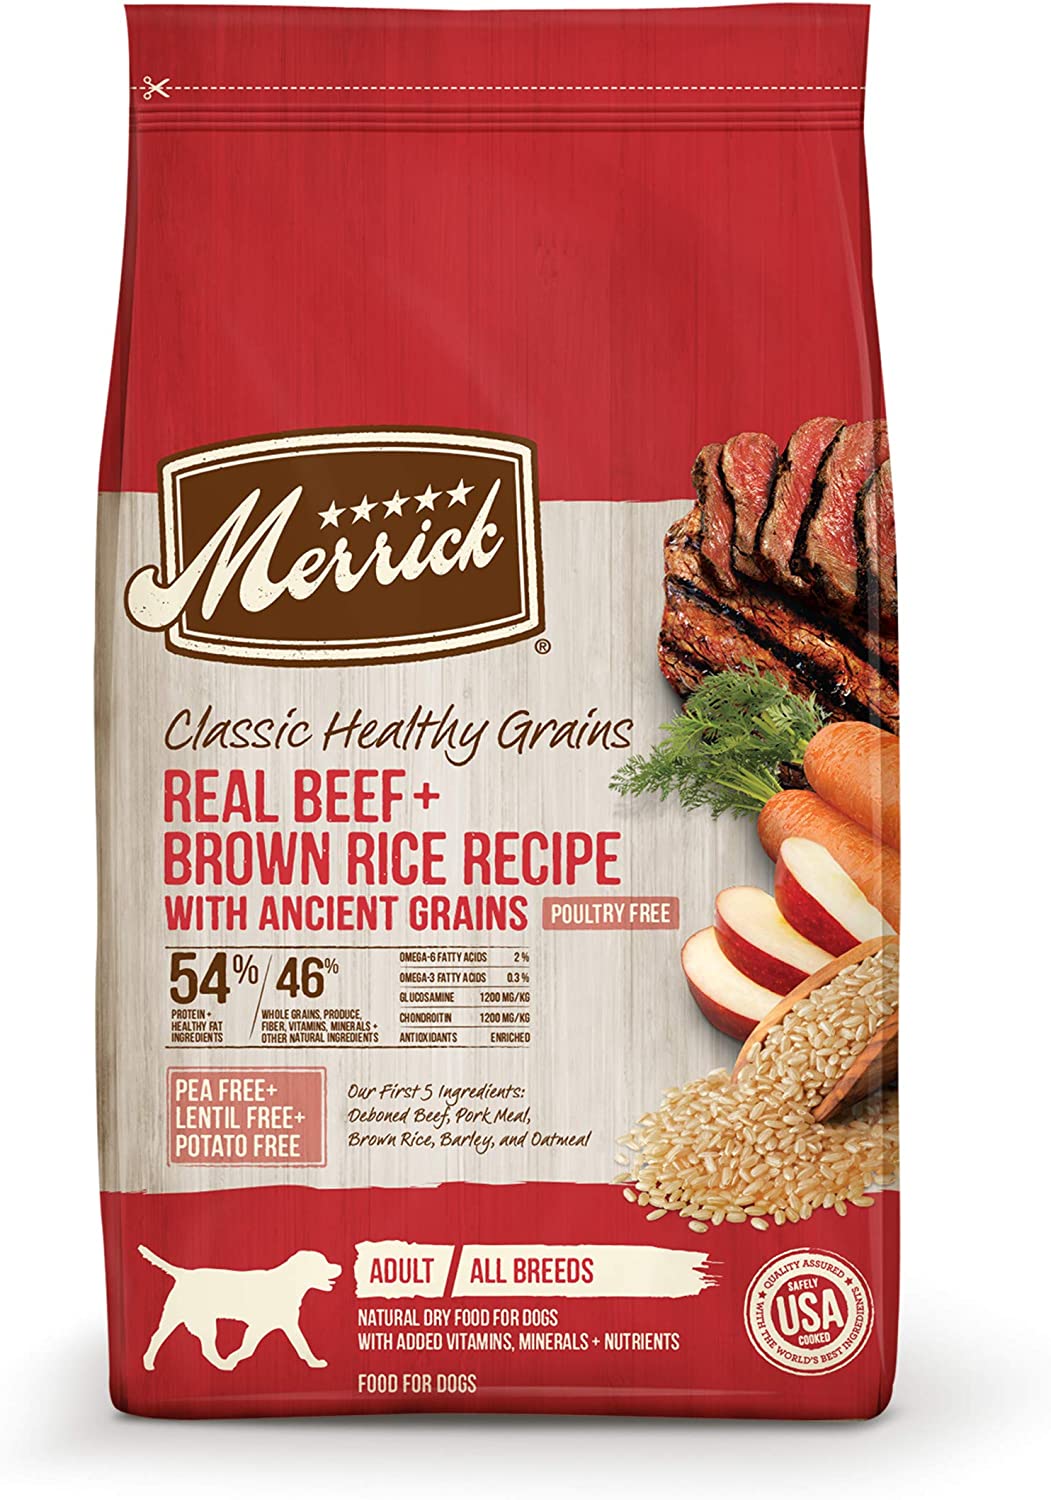 Merrick
®
Classic Healthy Grains
REAL BEEF +
BROWN RICE RECIPE
WITH ANCIENT GRAINS POULTRY FREE
54% / 46%
PROTEIN +
HEALTHY FAT
INGREDIENTS
WHOLE GRAINS, PRODUCE,
FIBER, VITAMINS, MINERALS +
OTHER NATURAL INGREDIENTS
OMEGA-6 FATTY ACIDS 2 %
OMEGA-3 FATTY ACIDS 0.3 %
GLUCOSAMINE 1200 MG/KG
CHONDROITIN 1200 MG/KG
ANTIOXIDANTS ENRICHED
PEA FREE+
LENTIL FREE+
POTATO FREE
Our First 5 Ingredients:
Deboned Beef, Pork Meal,
Brown Rice, Barley, and Oatmeal
ADULT / ALL BREEDS
NATURAL DRY FOOD FOR DOGS
WITH ADDED VITAMINS, MINERALS + NUTRIENTS
FOOD FOR DOGS
QUALITY ASSURED
SAFELY
USA
COOKED
WITH THE WORLD'S BEST INGREDIENTS